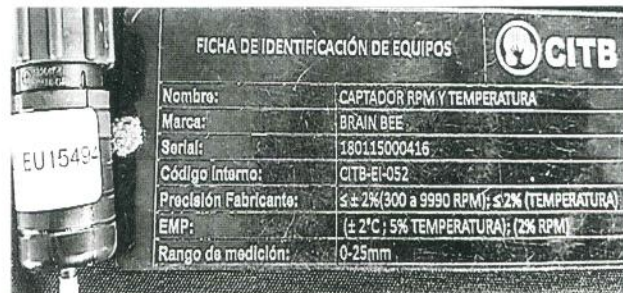 FICHA DE IDENTIFICACIÓN DE EQUIPOS
CITB
Nombre: CAPTADOR RPM Y TEMPERATURA
Marca: BRAIN BEE
Serial: 180115000416
Código Interno: CITB-EI-052
Precisión Fabricante: ≤ ± 2%(300 a 9990 RPM); ≤ 2% (TEMPERATURA)
EMP: (± 2°C ; 5% TEMPERATURA); (2% RPM)
Rango de medición: 0-25mm
EU15494